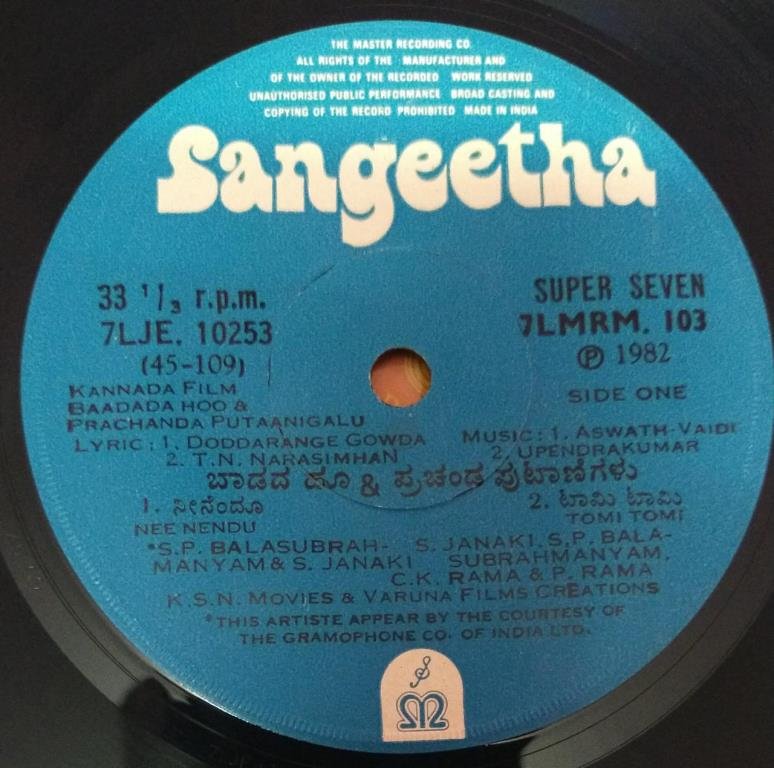 THE MASTER RECORDING CO.
ALL RIGHTS OF THE MANUFACTURER AND
OF THE OWNER OF THE RECORDED WORK RESERVED
UNAUTHORISED PUBLIC PERFORMANCE BROAD CASTING AND
COPYING OF THE RECORD PROHIBITED MADE IN INDIA
Sangeetha
33 1/3 r.p.m.
7LJE. 10253
(45-109)
SUPER SEVEN
7LMRM. 103
℗ 1982
SIDE ONE
KANNADA FILM
BAADADA HOO &
PRACHANDA PUTAANIGALU
LYRIC: 1. DODDARANGE GOWDA
2. T.N. NARASIMHAN
MUSIC: 1. ASWATH-VAIDI
2. UPENDRAKUMAR
ಬಾಡದ ಹೂ & ಪ್ರಚಂಡ ಪುಟಾಣಿಗಳು
1. ನೀನೆಂದೂ
NEE NENDU
*S.P. BALASUBRAH-
MANYAM & S. JANAKI
2. ಟಾಮಿ ಟಾಮಿ
TOMI TOMI
S. JANAKI, S.P. BALA-
SUBRAHMANYAM,
C.K. RAMA & P. RAMA
K.S.N. MOVIES & VARUNA FILMS CREATIONS
*THIS ARTISTE APPEAR BY THE COURTESY OF
THE GRAMOPHONE CO. OF INDIA LTD.